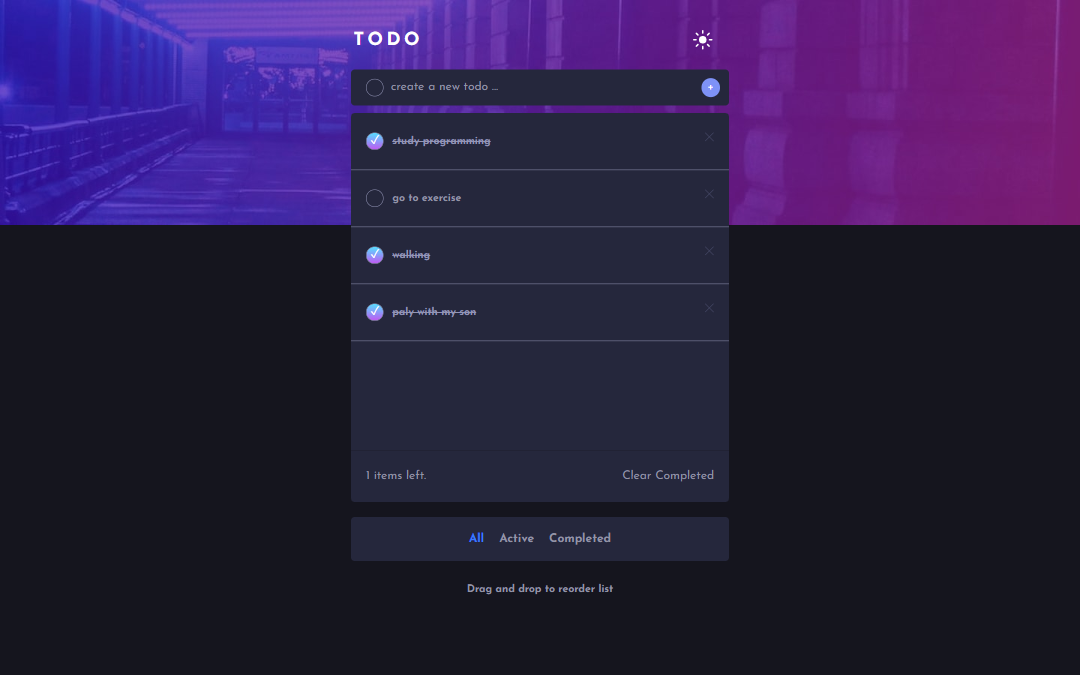 TODO
create a new todo ...
+
study programming
go to exercise
walking
paly with my son
1 items left.
Clear Completed
All Active Completed
Drag and drop to reorder list